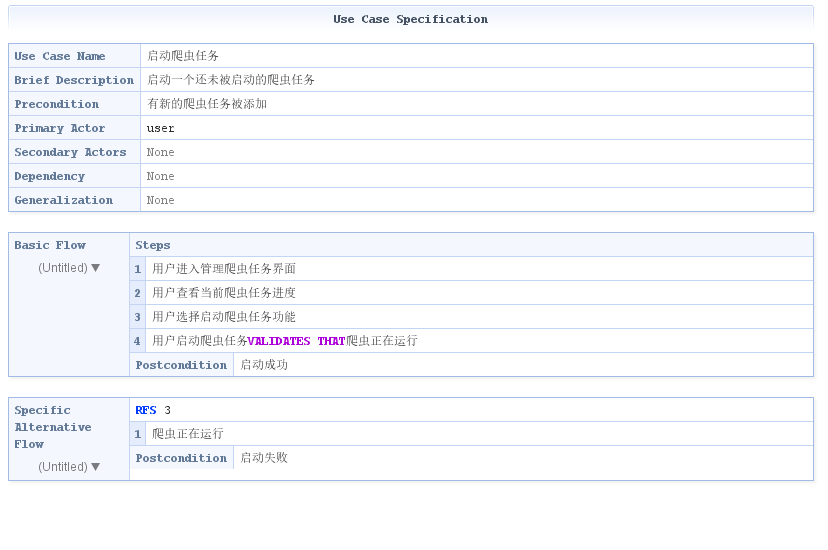 Use Case Specification
Use Case Name 启动爬虫任务
Brief Description 启动一个还未被启动的爬虫任务
Precondition 有新的爬虫任务被添加
Primary Actor user
Secondary Actors None
Dependency None
Generalization None
Basic Flow
(Untitled) ▼
Steps
1 用户进入管理爬虫任务界面
2 用户查看当前爬虫任务进度
3 用户选择启动爬虫任务功能
4 用户启动爬虫任务VALIDATES THAT爬虫正在运行
Postcondition 启动成功
Specific
Alternative
Flow
(Untitled) ▼
RFS 3
1 爬虫正在运行
Postcondition 启动失败